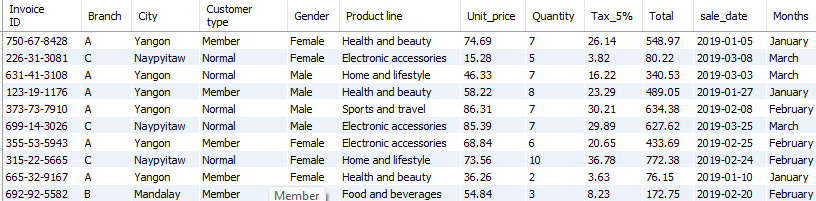 Invoice ID Branch City Customer type Gender Product line Unit_price Quantity Tax_5% Total sale_date Months
750-67-8428 A Yangon Member Female Health and beauty 74.69 7 26.14 548.97 2019-01-05 January
226-31-3081 C Naypyitaw Normal Female Electronic accessories 15.28 5 3.82 80.22 2019-03-08 March
631-41-3108 A Yangon Normal Male Home and lifestyle 46.33 7 16.22 340.53 2019-03-03 March
123-19-1176 A Yangon Member Male Health and beauty 58.22 8 23.29 489.05 2019-01-27 January
373-73-7910 A Yangon Normal Male Sports and travel 86.31 7 30.21 634.38 2019-02-08 February
699-14-3026 C Naypyitaw Normal Male Electronic accessories 85.39 7 29.89 627.62 2019-03-25 March
355-53-5943 A Yangon Member Female Electronic accessories 68.84 6 20.65 433.69 2019-02-25 February
315-22-5665 C Naypyitaw Normal Female Home and lifestyle 73.56 10 36.78 772.38 2019-02-24 February
665-32-9167 A Yangon Member Female Health and beauty 36.26 2 3.63 76.15 2019-01-10 January
692-92-5582 B Mandalay Member Female Food and beverages 54.84 3 8.23 172.75 2019-02-20 February
Member